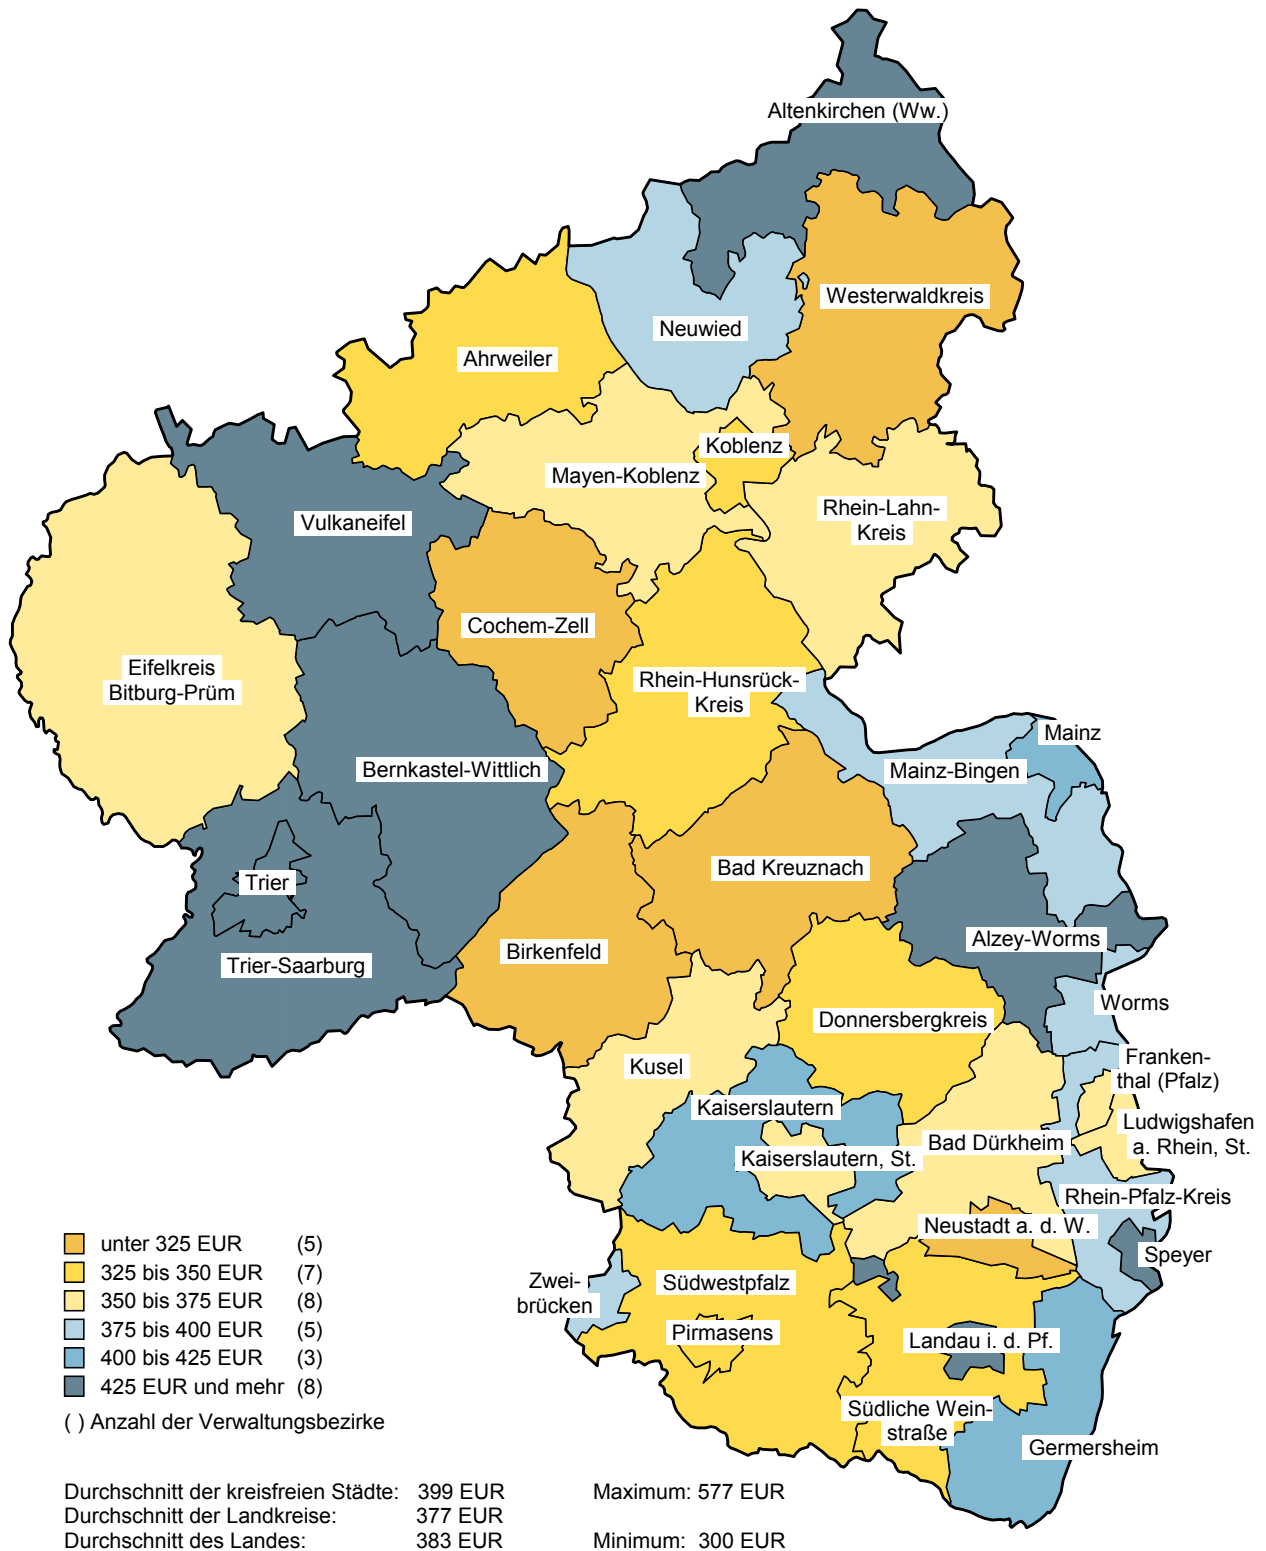 Altenkirchen (Ww.)
Westerwaldkreis
Neuwied
Ahrweiler
Koblenz
Mayen-Koblenz
Rhein-Lahn-
Kreis
Vulkaneifel
Cochem-Zell
Eifelkreis
Bitburg-Prüm
Rhein-Hunsrück-
Kreis
Mainz
Bernkastel-Wittlich
Mainz-Bingen
Bad Kreuznach
Trier
Alzey-Worms
Birkenfeld
Trier-Saarburg
Worms
Donnersbergkreis
Kusel
Franken-
thal (Pfalz)
Kaiserslautern
Ludwigshafen
a. Rhein, St.
Bad Dürkheim
Kaiserslautern, St.
Rhein-Pfalz-Kreis
Neustadt a. d. W.
Speyer
Zwei-
brücken
Südwestpfalz
Pirmasens
Landau i. d. Pf.
Südliche Wein-
straße
Germersheim
unter 325 EUR (5)
325 bis 350 EUR (7)
350 bis 375 EUR (8)
375 bis 400 EUR (5)
400 bis 425 EUR (3)
425 EUR und mehr (8)
( ) Anzahl der Verwaltungsbezirke
Durchschnitt der kreisfreien Städte: 399 EUR Maximum: 577 EUR
Durchschnitt der Landkreise: 377 EUR
Durchschnitt des Landes: 383 EUR Minimum: 300 EUR